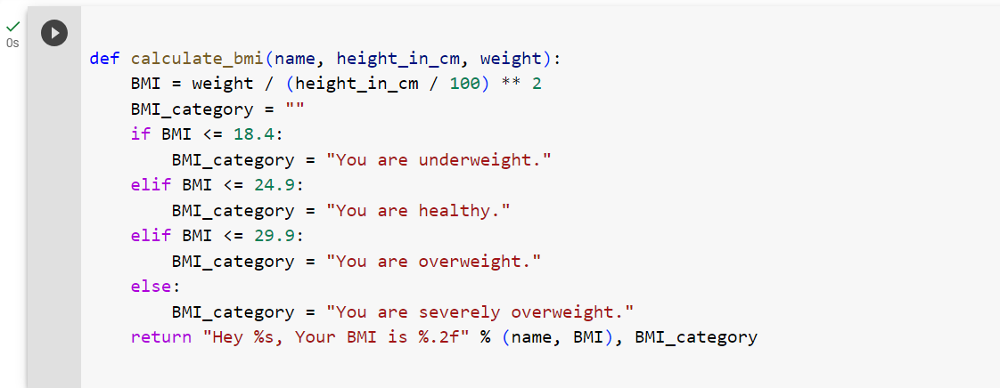 0s
def calculate_bmi(name, height_in_cm, weight):
    BMI = weight / (height_in_cm / 100) ** 2
    BMI_category = ""
    if BMI <= 18.4:
        BMI_category = "You are underweight."
    elif BMI <= 24.9:
        BMI_category = "You are healthy."
    elif BMI <= 29.9:
        BMI_category = "You are overweight."
    else:
        BMI_category = "You are severely overweight."
    return "Hey %s, Your BMI is %.2f" % (name, BMI), BMI_category